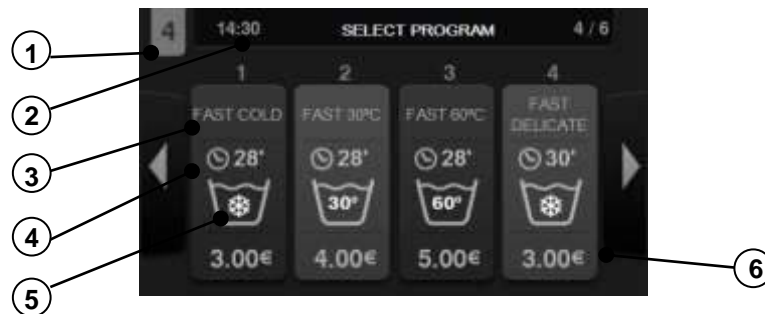 4 14:30 SELECT PROGRAM 4 / 6
1 2 3 4
FAST COLD FAST 30ºC FAST 60ºC FAST DELICATE
28' 28' 28' 30'
30º 60º
3.00€ 4.00€ 5.00€ 3.00€
1
2
3
4
5
6